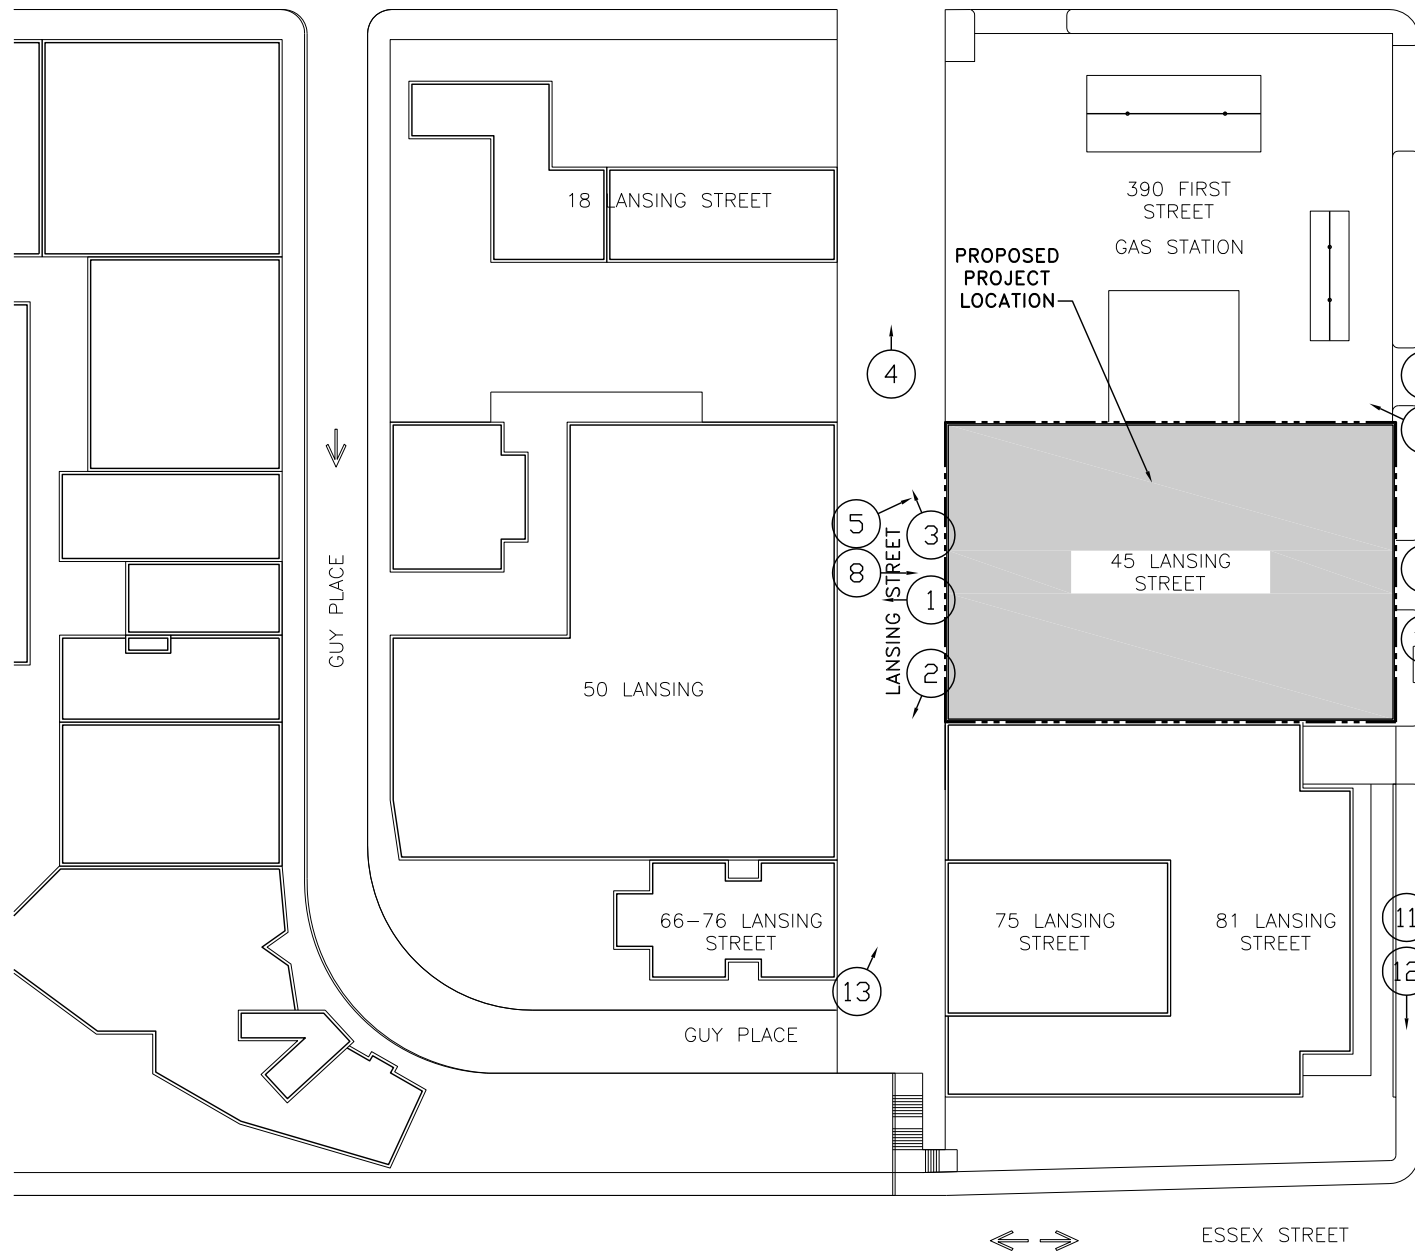 390 FIRST
STREET
GAS STATION
18 LANSING STREET
PROPOSED
PROJECT
LOCATION
4
5
3
8
1
2
LANSING STREET
45 LANSING
STREET
GUY PLACE
50 LANSING
66-76 LANSING
STREET
75 LANSING
STREET
81 LANSING
STREET
11
12
13
GUY PLACE
ESSEX STREET